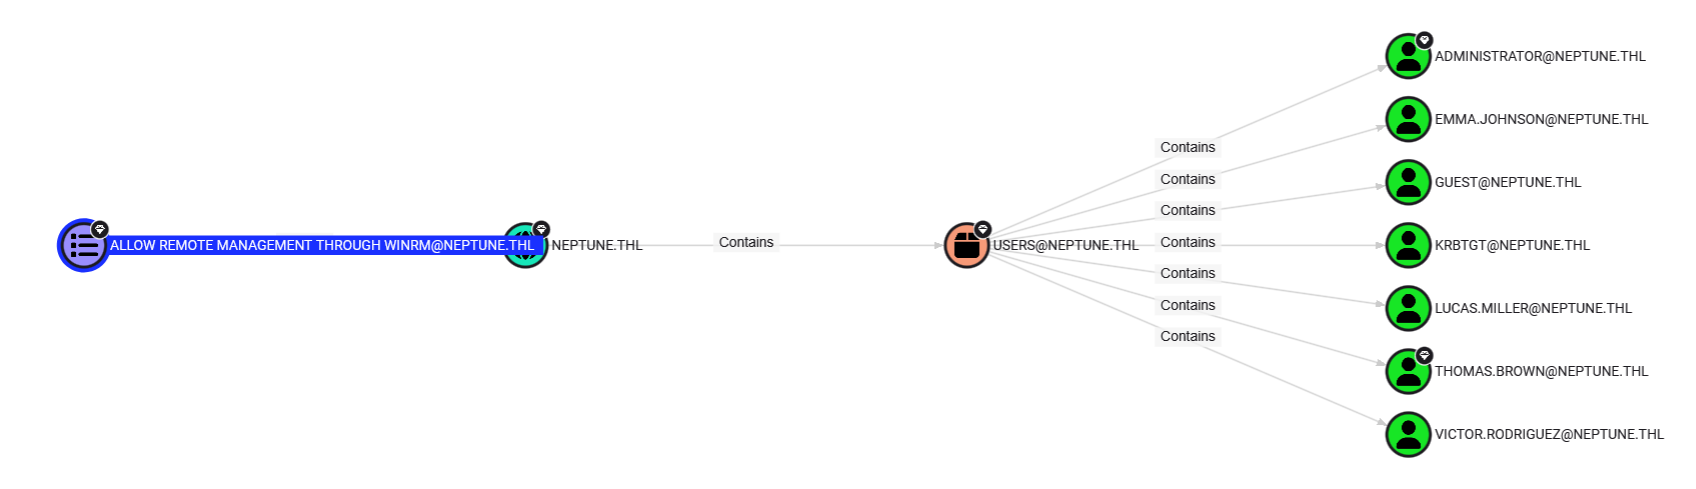 ADMINISTRATOR@NEPTUNE.THL
EMMA.JOHNSON@NEPTUNE.THL
Contains
Contains
GUEST@NEPTUNE.THL
Contains
ALLOW REMOTE MANAGEMENT THROUGH WINRM@NEPTUNE.THL
NEPTUNE.THL
Contains
USERS@NEPTUNE.THL
Contains
KRBTGT@NEPTUNE.THL
Contains
Contains
LUCAS.MILLER@NEPTUNE.THL
Contains
THOMAS.BROWN@NEPTUNE.THL
VICTOR.RODRIGUEZ@NEPTUNE.THL